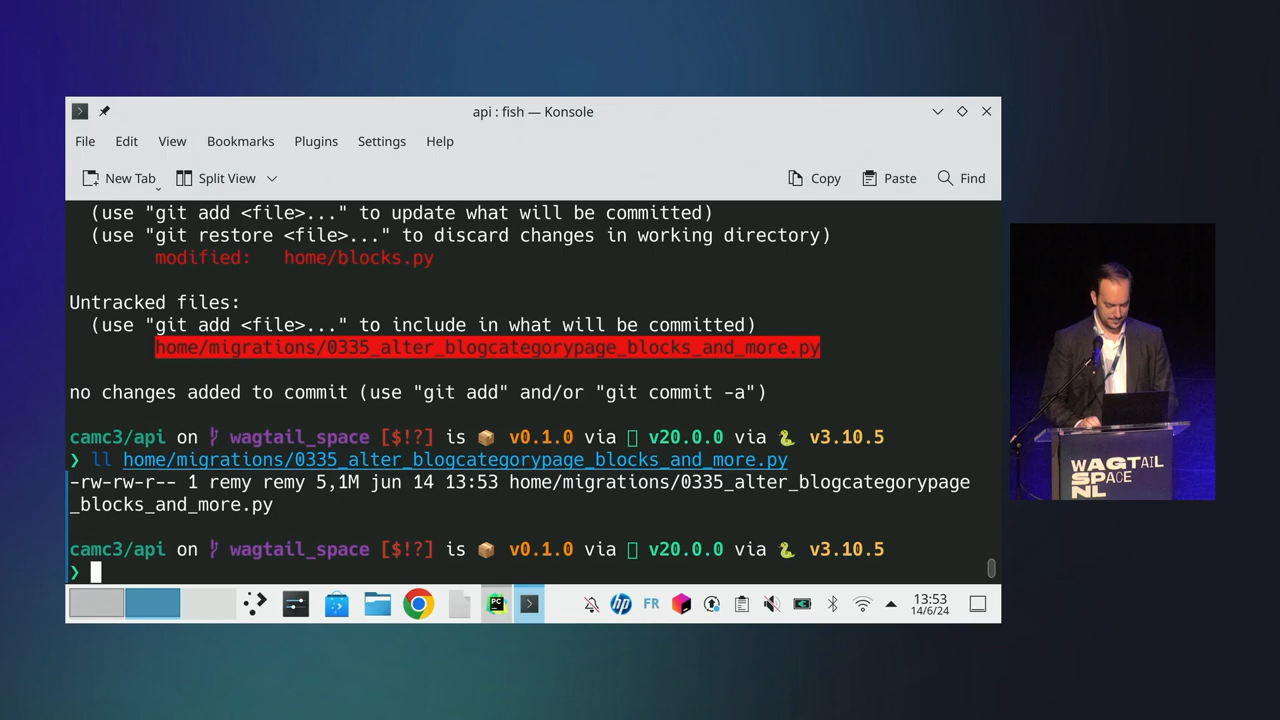 api : fish — Konsole
File Edit View Bookmarks Plugins Settings Help
New Tab Split View Copy Paste Find
(use "git add <file>..." to update what will be committed)
(use "git restore <file>..." to discard changes in working directory)
modified: home/blocks.py
Untracked files:
(use "git add <file>..." to include in what will be committed)
home/migrations/0335_alter_blogcategorypage_blocks_and_more.py
no changes added to commit (use "git add" and/or "git commit -a")
camc3/api on wagtail_space [$!?] is 📦 v0.1.0 via v20.0.0 via 🐍 v3.10.5
❯ ll home/migrations/0335_alter_blogcategorypage_blocks_and_more.py
-rw-rw-r-- 1 remy remy 5,1M jun 14 13:53 home/migrations/0335_alter_blogcategorypage
_blocks_and_more.py
camc3/api on wagtail_space [$!?] is 📦 v0.1.0 via v20.0.0 via 🐍 v3.10.5
❯
PC hp FR 13:53
14/6/24
WAGTAIL
SPACE
NL